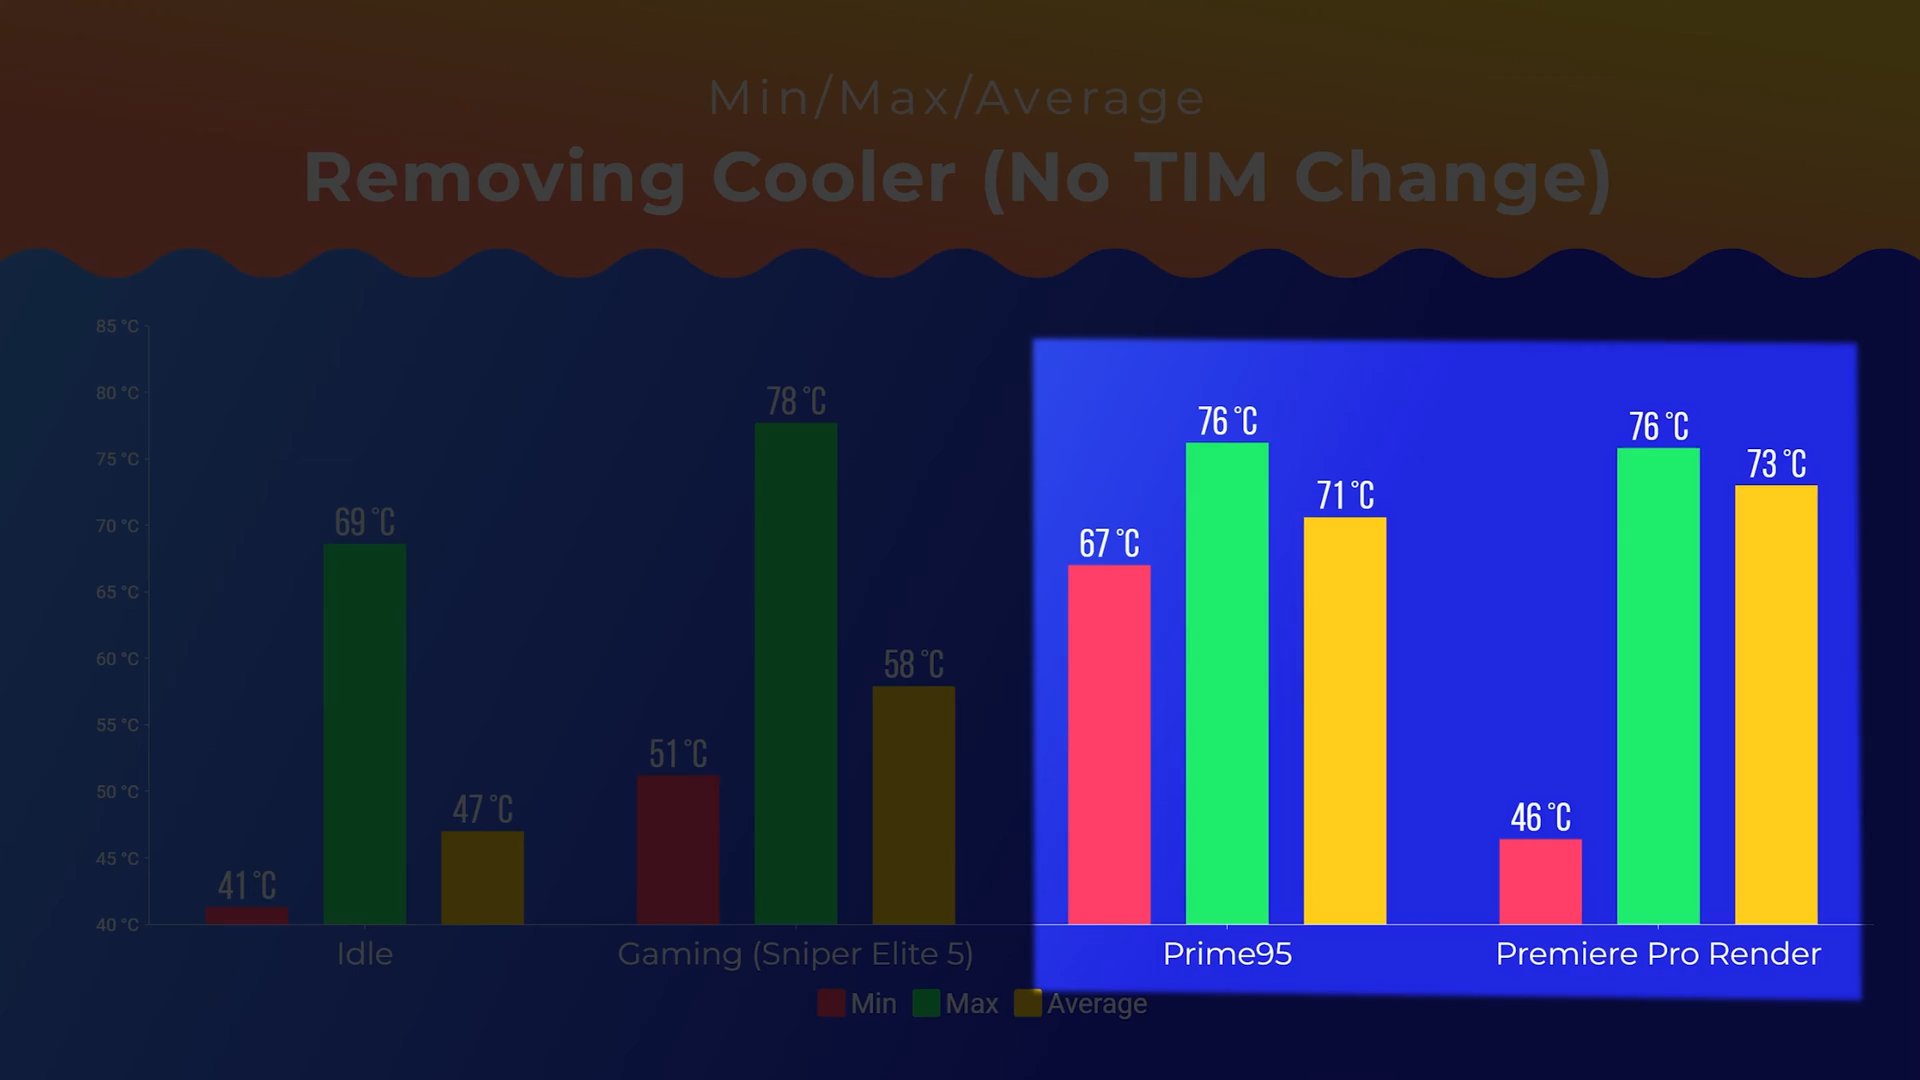 Min/Max/Average
Removing Cooler (No TIM Change)
85 °C
80 °C
75 °C
70 °C
65 °C
60 °C
55 °C
50 °C
45 °C
40 °C
41 °C
69 °C
47 °C
51 °C
78 °C
58 °C
67 °C
76 °C
71 °C
46 °C
76 °C
73 °C
Idle
Gaming (Sniper Elite 5)
Prime95
Premiere Pro Render
Min
Max
Average